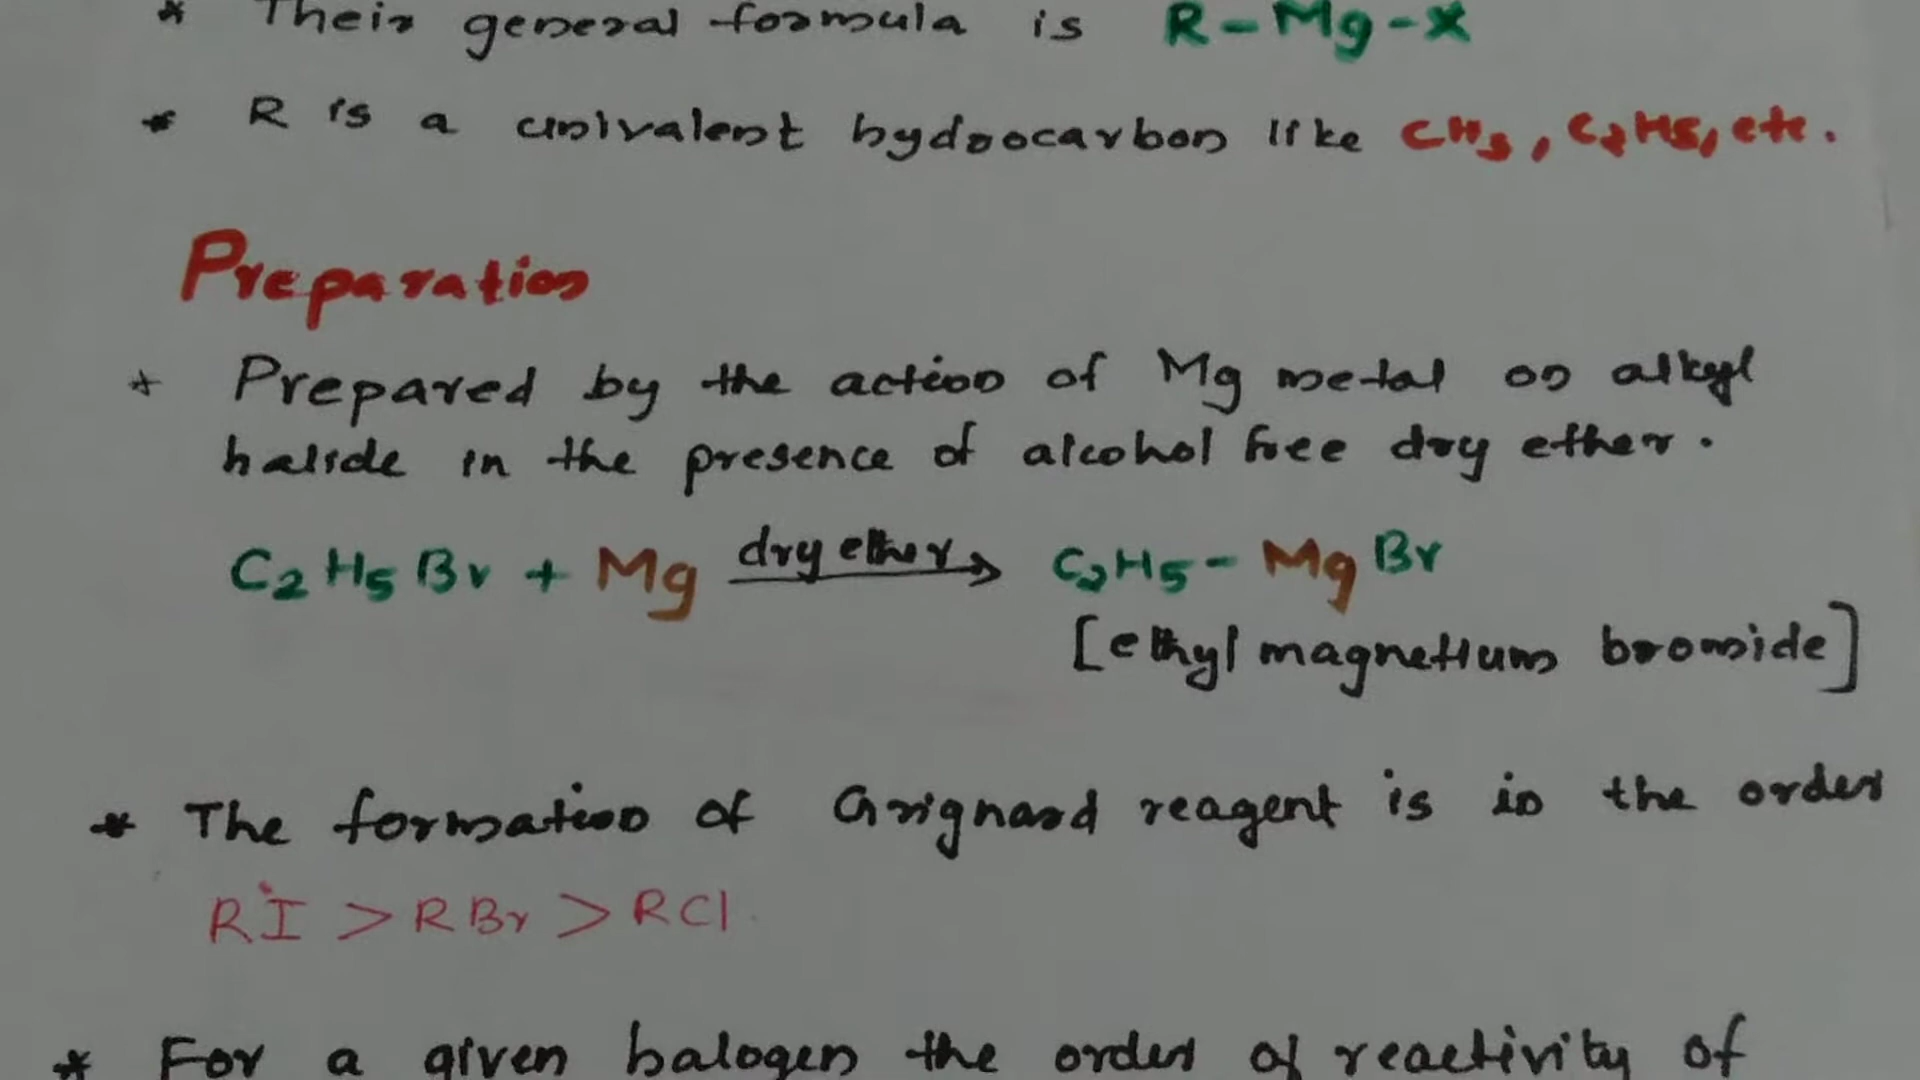 * Their general formula is R-Mg-X
* R is a univalent hydrocarbon like CH3, C2H5, etc.
Preparation
* Prepared by the action of Mg metal on alkyl
halide in the presence of alcohol free dry ether.
C2H5Br + Mg dry ether → C2H5-MgBr
[ethyl magnetium bromide]
* The formation of Grignard reagent is in the order
RI > RBr > RCl
* For a given halogen the order of reactivity of